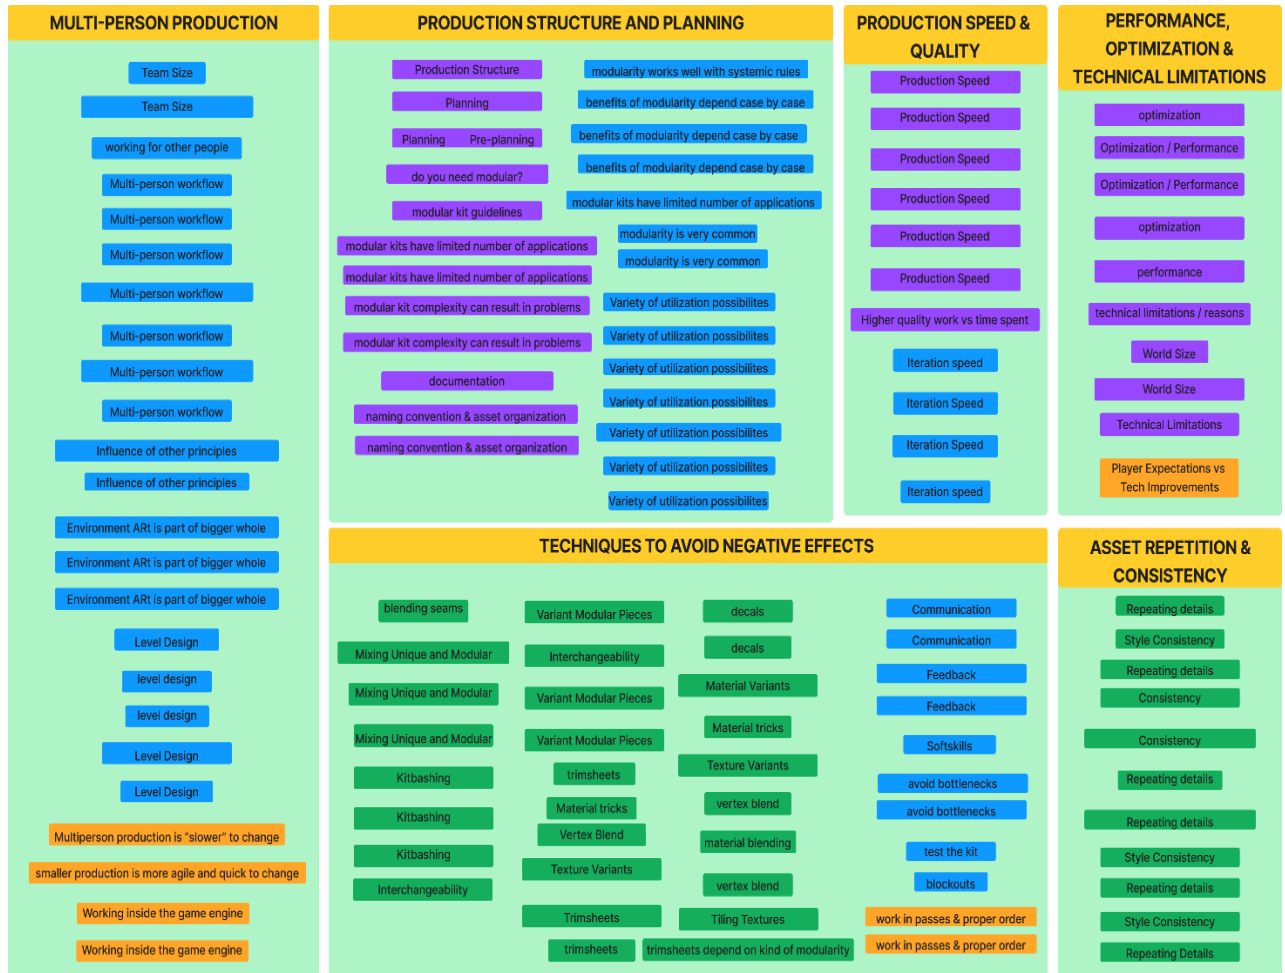 MULTI-PERSON PRODUCTION
Team Size
Team Size
working for other people
Multi-person workflow
Multi-person workflow
Multi-person workflow
Multi-person workflow
Multi-person workflow
Multi-person workflow
Multi-person workflow
Influence of other principles
Influence of other principles
Environment ARt is part of bigger whole
Environment ARt is part of bigger whole
Environment ARt is part of bigger whole
Level Design
level design
level design
Level Design
Level Design
Multiperson production is "slower" to change
smaller production is more agile and quick to change
Working inside the game engine
Working inside the game engine
PRODUCTION STRUCTURE AND PLANNING
Production Structure
Planning
Planning Pre-planning
do you need modular?
modular kit guidelines
modular kits have limited number of applications
modular kits have limited number of applications
modular kit complexity can result in problems
modular kit complexity can result in problems
documentation
naming convention & asset organization
naming convention & asset organization
modularity works well with systemic rules
benefits of modularity depend case by case
benefits of modularity depend case by case
benefits of modularity depend case by case
modular kits have limited number of applications
modularity is very common
modularity is very common
Variety of utilization possibilites
Variety of utilization possibilites
Variety of utilization possibilites
Variety of utilization possibilites
Variety of utilization possibilites
Variety of utilization possibilites
Variety of utilization possibilites
PRODUCTION SPEED &
QUALITY
Production Speed
Production Speed
Production Speed
Production Speed
Production Speed
Production Speed
Higher quality work vs time spent
Iteration speed
Iteration Speed
Iteration Speed
Iteration speed
PERFORMANCE,
OPTIMIZATION &
TECHNICAL LIMITATIONS
optimization
Optimization / Performance
Optimization / Performance
optimization
performance
technical limitations / reasons
World Size
World Size
Technical Limitations
Player Expectations vs
Tech Improvements
TECHNIQUES TO AVOID NEGATIVE EFFECTS
blending seams
Mixing Unique and Modular
Mixing Unique and Modular
Mixing Unique and Modular
Kitbashing
Kitbashing
Kitbashing
Interchangeability
Variant Modular Pieces
Interchangeability
Variant Modular Pieces
Variant Modular Pieces
trimsheets
Material tricks
Vertex Blend
Texture Variants
Trimsheets
trimsheets
decals
decals
Material Variants
Material tricks
Texture Variants
vertex blend
material blending
vertex blend
Tiling Textures
trimsheets depend on kind of modularity
Communication
Communication
Feedback
Feedback
Softskills
avoid bottlenecks
avoid bottlenecks
test the kit
blockouts
work in passes & proper order
work in passes & proper order
ASSET REPETITION &
CONSISTENCY
Repeating details
Style Consistency
Repeating details
Consistency
Consistency
Repeating details
Repeating details
Style Consistency
Repeating details
Style Consistency
Repeating Details